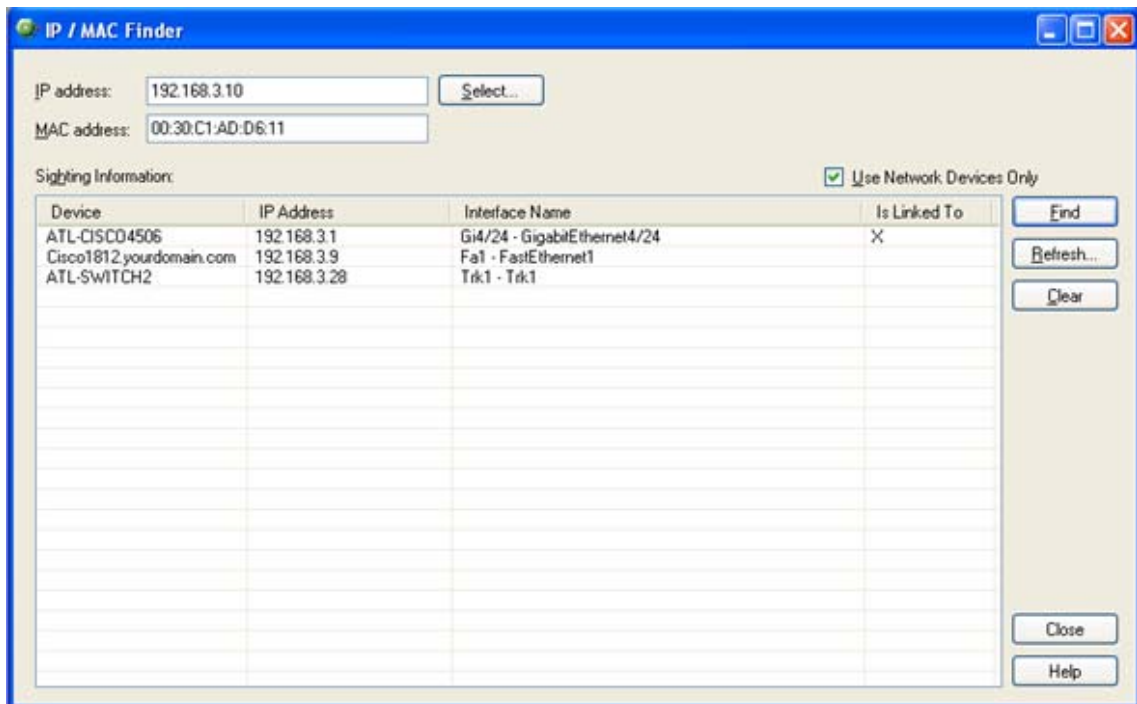 IP / MAC Finder
IP address: 192.168.3.10 Select...
MAC address: 00:30:C1:AD:D6:11
Sighting Information: Use Network Devices Only
Device IP Address Interface Name Is Linked To Find
ATL-CISCO4506 192.168.3.1 Gi4/24 - GigabitEthernet4/24 X
Cisco1812.yourdomain.com 192.168.3.9 Fa1 - FastEthernet1 Refresh...
ATL-SWITCH2 192.168.3.28 Trk1 - Trk1
Clear
Close
Help